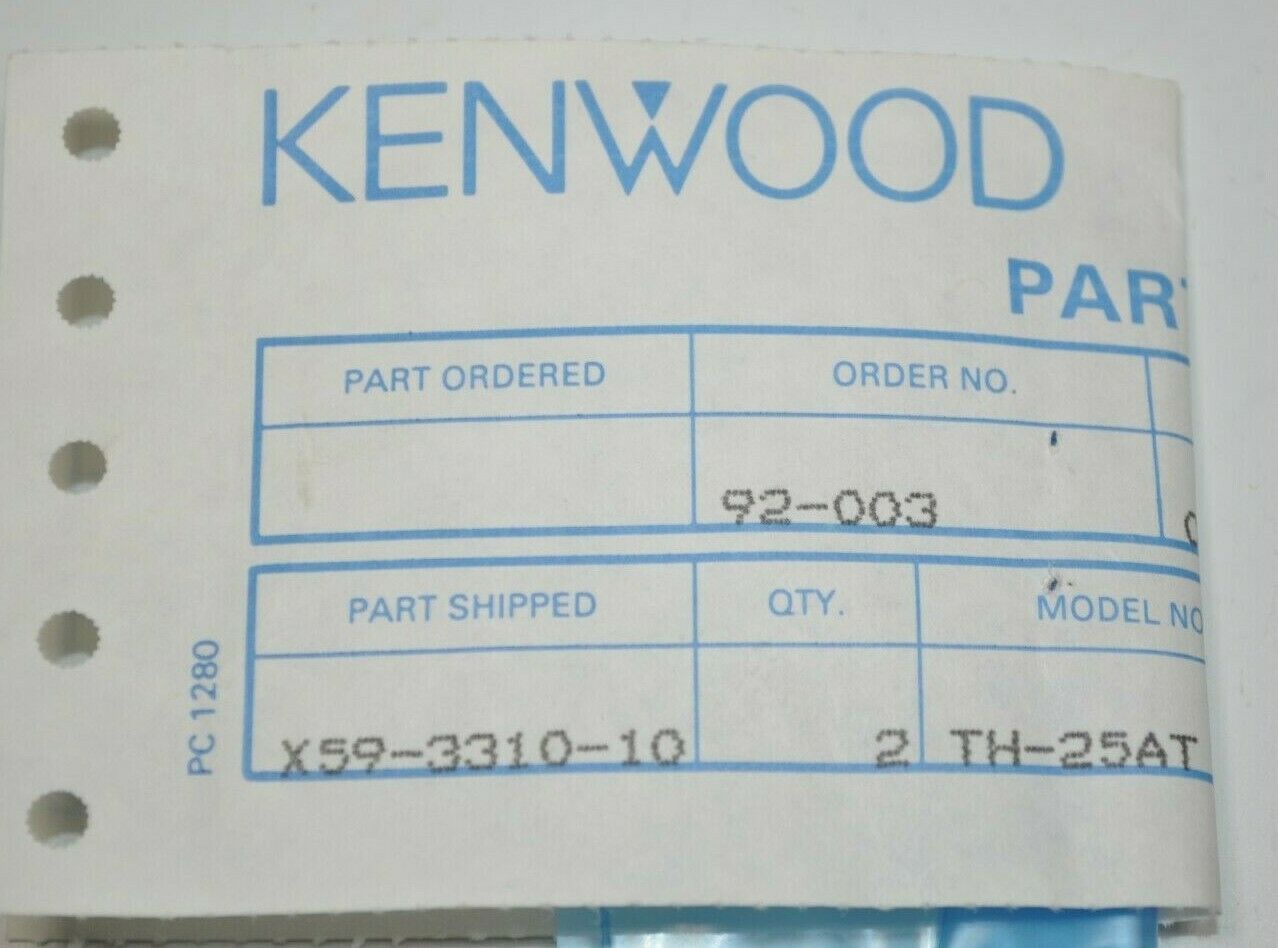 KENWOOD
PAR
PART ORDERED ORDER NO.
92-003
PART SHIPPED QTY. MODEL NO
X59-3310-10 2 TH-25AT
PC 1280